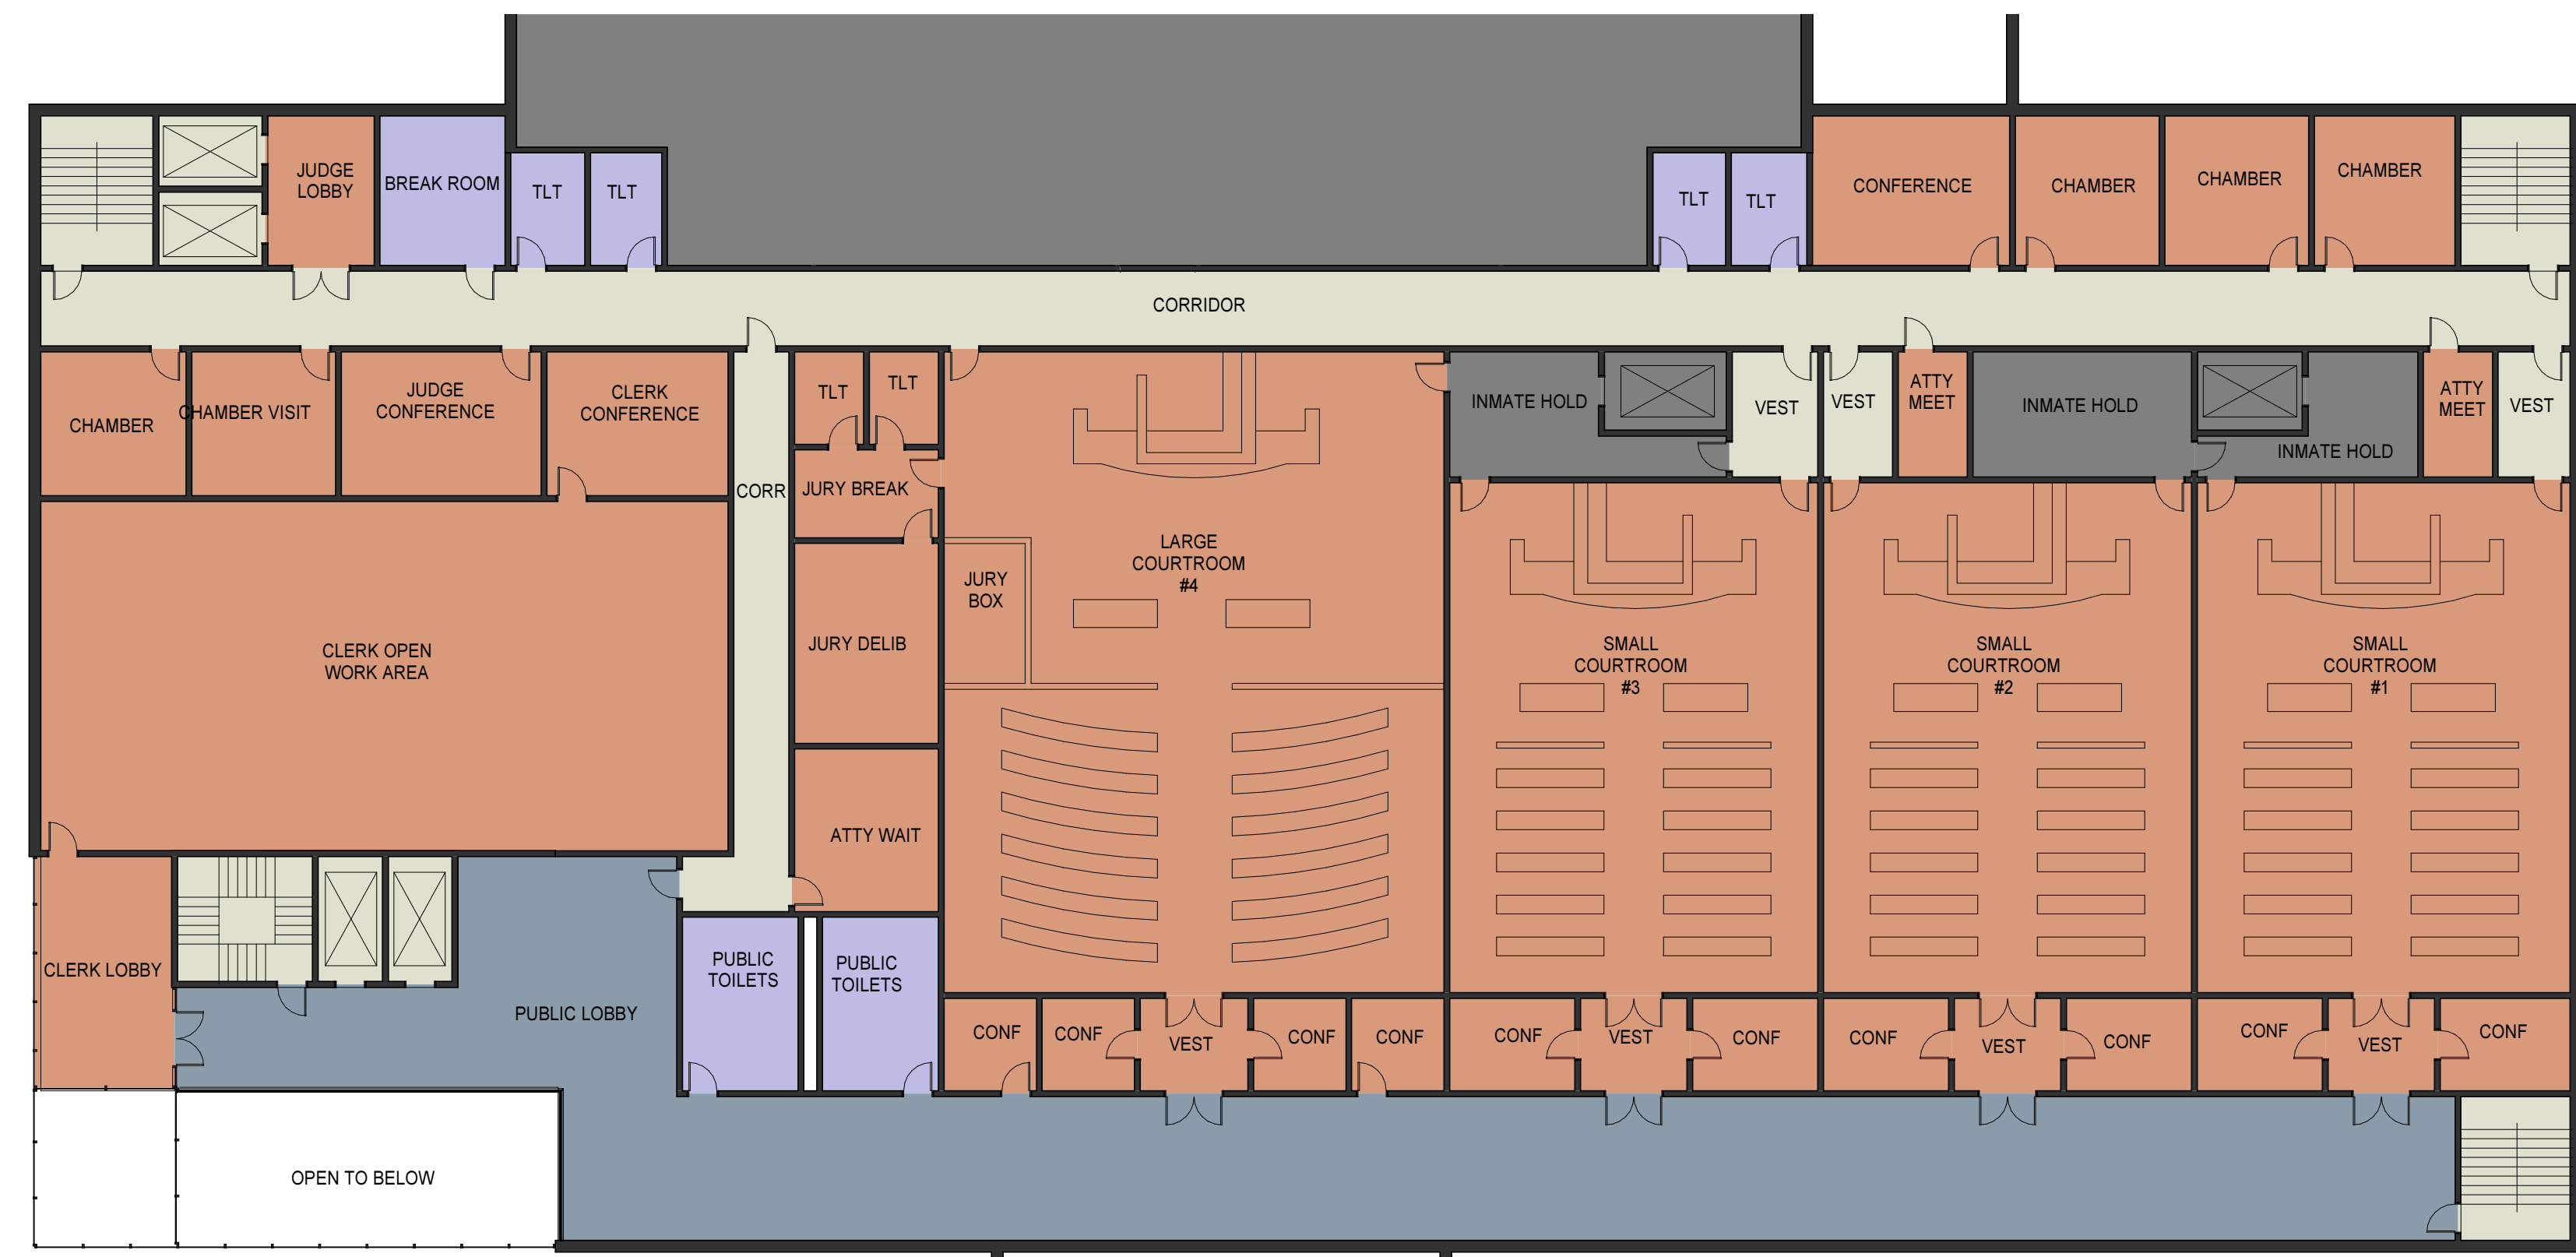 JUDGE
LOBBY
BREAK ROOM
TLT
TLT
TLT
TLT
CONFERENCE
CHAMBER
CHAMBER
CHAMBER
CORRIDOR
CHAMBER
CHAMBER VISIT
JUDGE
CONFERENCE
CLERK
CONFERENCE
CORR
TLT
TLT
JURY BREAK
INMATE HOLD
VEST
VEST
ATTY
MEET
INMATE HOLD
INMATE HOLD
ATTY
MEET
VEST
CLERK OPEN
WORK AREA
JURY DELIB
JURY
BOX
LARGE
COURTROOM
#4
SMALL
COURTROOM
#3
SMALL
COURTROOM
#2
SMALL
COURTROOM
#1
ATTY WAIT
CLERK LOBBY
PUBLIC LOBBY
PUBLIC
TOILETS
PUBLIC
TOILETS
CONF
CONF
VEST
CONF
CONF
CONF
VEST
CONF
CONF
VEST
CONF
CONF
VEST
CONF
OPEN TO BELOW